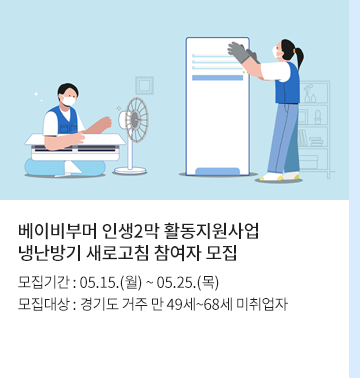 베이비부머 인생2막 활동지원사업
냉난방기 새로고침 참여자 모집
모집기간 : 05.15.(월) ~ 05.25.(목)
모집대상 : 경기도 거주 만 49세~68세 미취업자